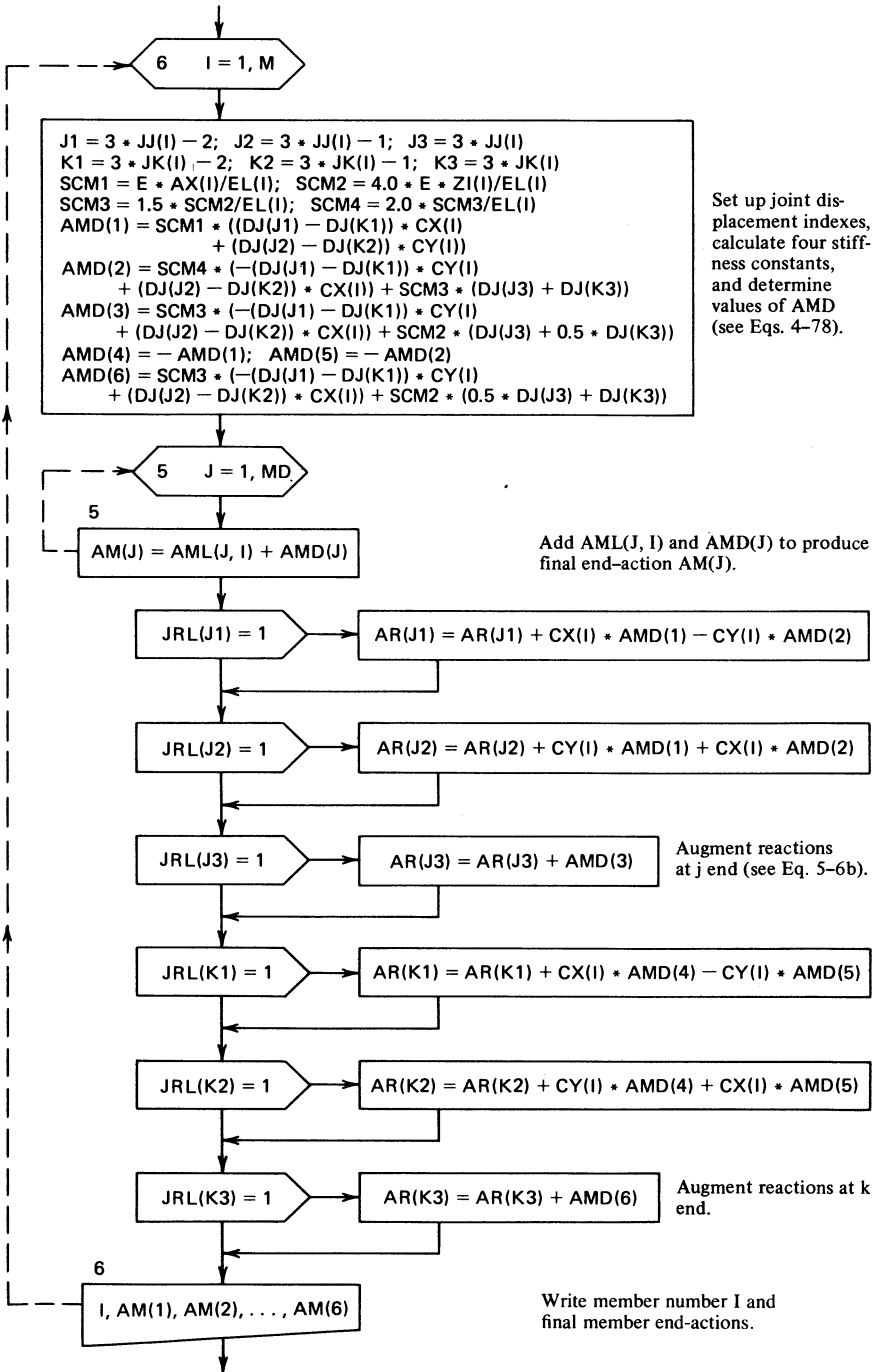 6 I = 1, M
J1 = 3 * JJ(I) − 2; J2 = 3 * JJ(I) − 1; J3 = 3 * JJ(I)
K1 = 3 * JK(I) − 2; K2 = 3 * JK(I) − 1; K3 = 3 * JK(I)
SCM1 = E * AX(I)/EL(I); SCM2 = 4.0 * E * ZI(I)/EL(I)
SCM3 = 1.5 * SCM2/EL(I); SCM4 = 2.0 * SCM3/EL(I)
AMD(1) = SCM1 * ((DJ(J1) − DJ(K1)) * CX(I)
+ (DJ(J2) − DJ(K2)) * CY(I))
AMD(2) = SCM4 * (−(DJ(J1) − DJ(K1)) * CY(I)
+ (DJ(J2) − DJ(K2)) * CX(I)) + SCM3 * (DJ(J3) + DJ(K3))
AMD(3) = SCM3 * (−(DJ(J1) − DJ(K1)) * CY(I)
+ (DJ(J2) − DJ(K2)) * CX(I)) + SCM2 * (DJ(J3) + 0.5 * DJ(K3))
AMD(4) = − AMD(1); AMD(5) = − AMD(2)
AMD(6) = SCM3 * (−(DJ(J1) − DJ(K1)) * CY(I)
+ (DJ(J2) − DJ(K2)) * CX(I)) + SCM2 * (0.5 * DJ(J3) + DJ(K3))
Set up joint dis-
placement indexes,
calculate four stiff-
ness constants,
and determine
values of AMD
(see Eqs. 4–78).
5 J = 1, MD
5
AM(J) = AML(J, I) + AMD(J)
Add AML(J, I) and AMD(J) to produce
final end–action AM(J).
JRL(J1) = 1
AR(J1) = AR(J1) + CX(I) * AMD(1) − CY(I) * AMD(2)
JRL(J2) = 1
AR(J2) = AR(J2) + CY(I) * AMD(1) + CX(I) * AMD(2)
JRL(J3) = 1
AR(J3) = AR(J3) + AMD(3)
Augment reactions
at j end (see Eq. 5–6b).
JRL(K1) = 1
AR(K1) = AR(K1) + CX(I) * AMD(4) − CY(I) * AMD(5)
JRL(K2) = 1
AR(K2) = AR(K2) + CY(I) * AMD(4) + CX(I) * AMD(5)
JRL(K3) = 1
AR(K3) = AR(K3) + AMD(6)
Augment reactions at k
end.
6
I, AM(1), AM(2), . . . , AM(6)
Write member number I and
final member end-actions.